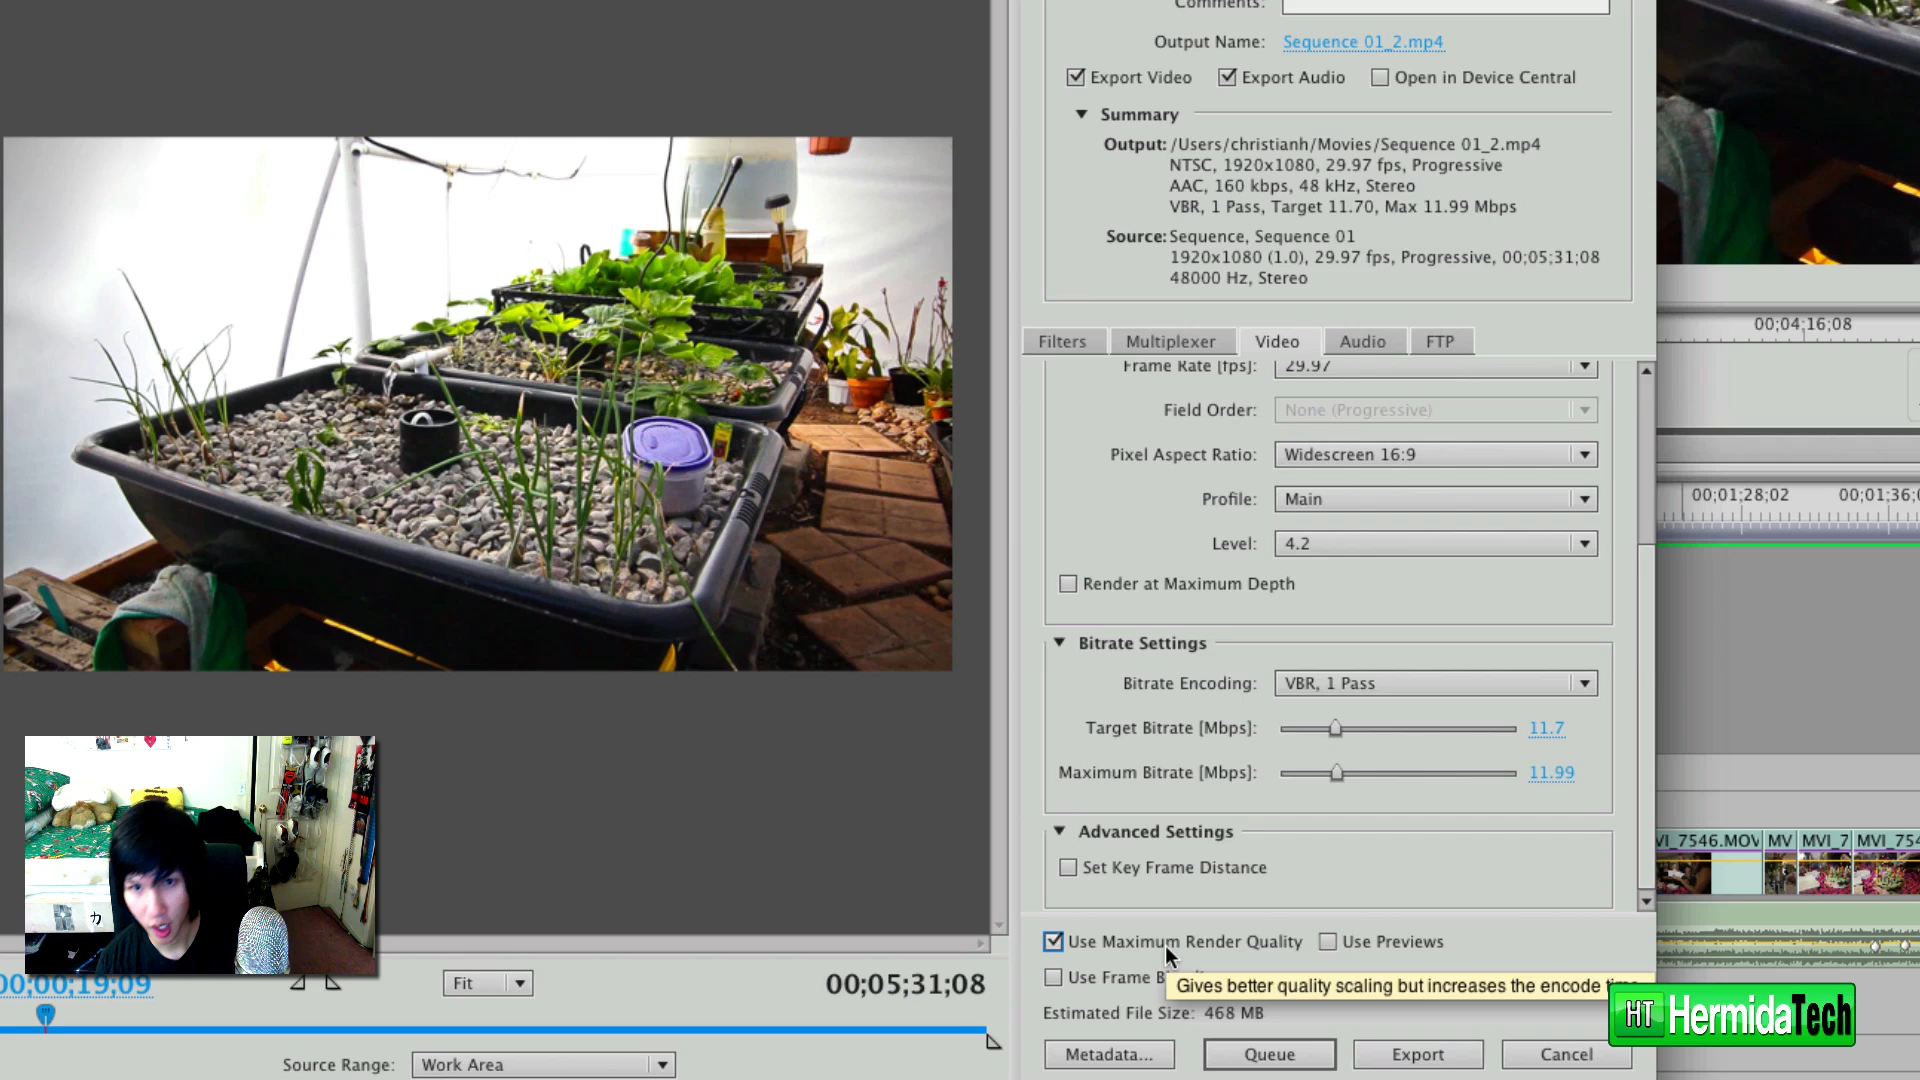 Comments:
Output Name: Sequence 01_2.mp4
Export Video Export Audio Open in Device Central
Summary
Output: /Users/christianh/Movies/Sequence 01_2.mp4
NTSC, 1920x1080, 29.97 fps, Progressive
AAC, 160 kbps, 48 kHz, Stereo
VBR, 1 Pass, Target 11.70, Max 11.99 Mbps
Source: Sequence, Sequence 01
1920x1080 (1.0), 29.97 fps, Progressive, 00;05;31;08
48000 Hz, Stereo
Filters Multiplexer Video Audio FTP
Frame Rate [fps]: 29.97
Field Order: None (Progressive)
Pixel Aspect Ratio: Widescreen 16:9
Profile: Main
Level: 4.2
Render at Maximum Depth
Bitrate Settings
Bitrate Encoding: VBR, 1 Pass
Target Bitrate [Mbps]: 11.7
Maximum Bitrate [Mbps]: 11.99
Advanced Settings
Set Key Frame Distance
Use Maximum Render Quality Use Previews
Use Frame B
Gives better quality scaling but increases the encode time.
Estimated File Size: 468 MB
Metadata... Queue Export Cancel
00;04;16;08
00;01;28;02 00;01;36;0
VI_7546.MOV MV MVI_7 MVI_754
00;00;19;09
Fit
00;05;31;08
Source Range: Work Area
カ
HT HermidaTech